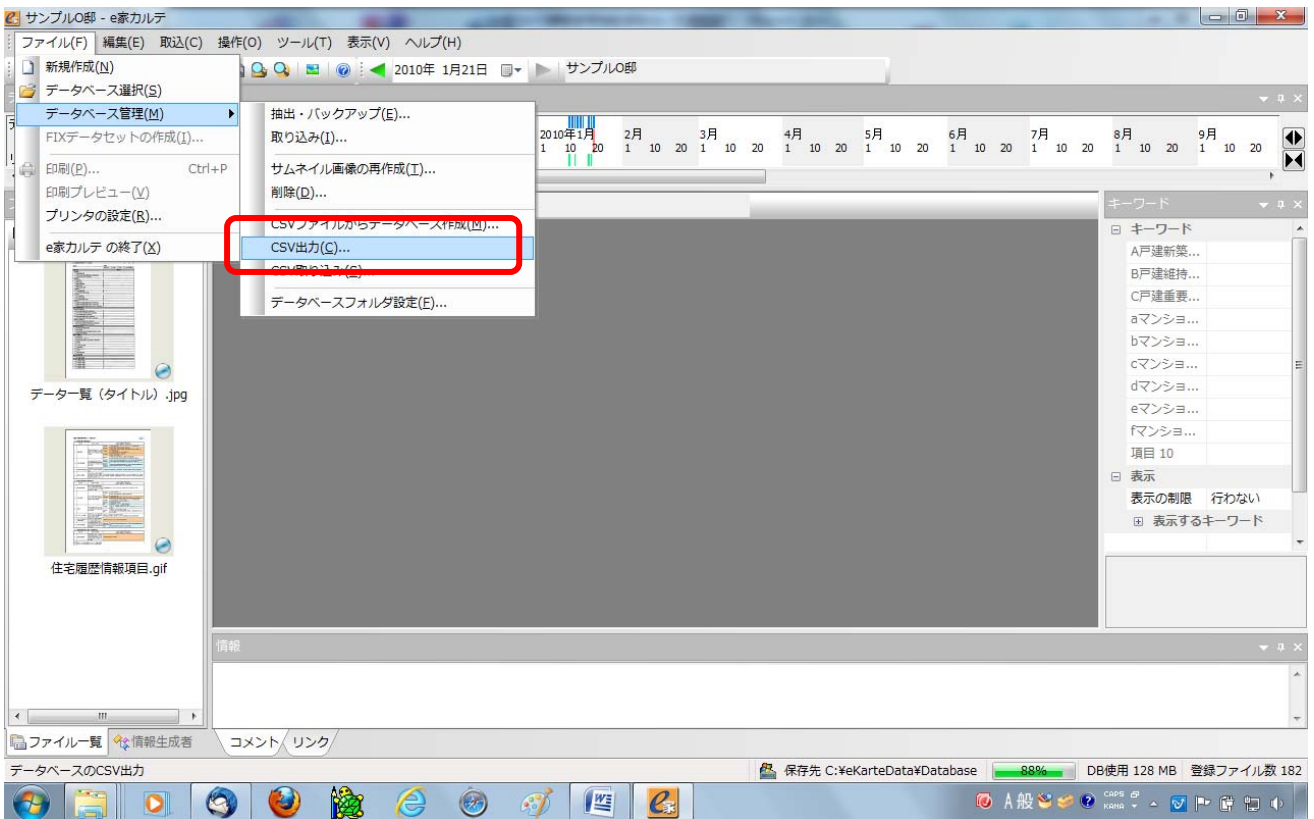 サンプルO邸 - e家カルテ
ファイル(F) 編集(E) 取込(C) 操作(O) ツール(T) 表示(V) ヘルプ(H)
新規作成(N)
2010年 1月21日 サンプルO邸
データベース選択(S)
データベース管理(M)
FIXデータセットの作成(I)...
印刷(P)... Ctrl+P
印刷プレビュー(V)
プリンタの設定(R)...
e家カルテ の終了(X)
抽出・バックアップ(E)...
取り込み(I)...
サムネイル画像の再作成(T)...
削除(D)...
CSVファイルからデータベース作成(M)...
CSV出力(C)...
CSV取り込み(S)...
データベースフォルダ設定(F)...
2010年1月 2月 3月 4月 5月 6月 7月 8月 9月
1 10 20 1 10 20 1 10 20 1 10 20 1 10 20 1 10 20 1 10 20 1 10 20 1 10 20
キーワード
キーワード
A戸建新築...
B戸建維持...
C戸建重要...
aマンショ...
bマンショ...
cマンショ...
dマンショ...
eマンショ...
fマンショ...
項目 10
表示
表示の制限 行わない
表示するキーワード
データ一覧（タイトル）.jpg
住宅履歴情報項目.gif
情報
ファイル一覧 情報生成者 コメント リンク
データベースのCSV出力 保存先 C:¥eKarteData¥Database 88% DB使用 128 MB 登録ファイル数 182
A 般 CAPS KANA